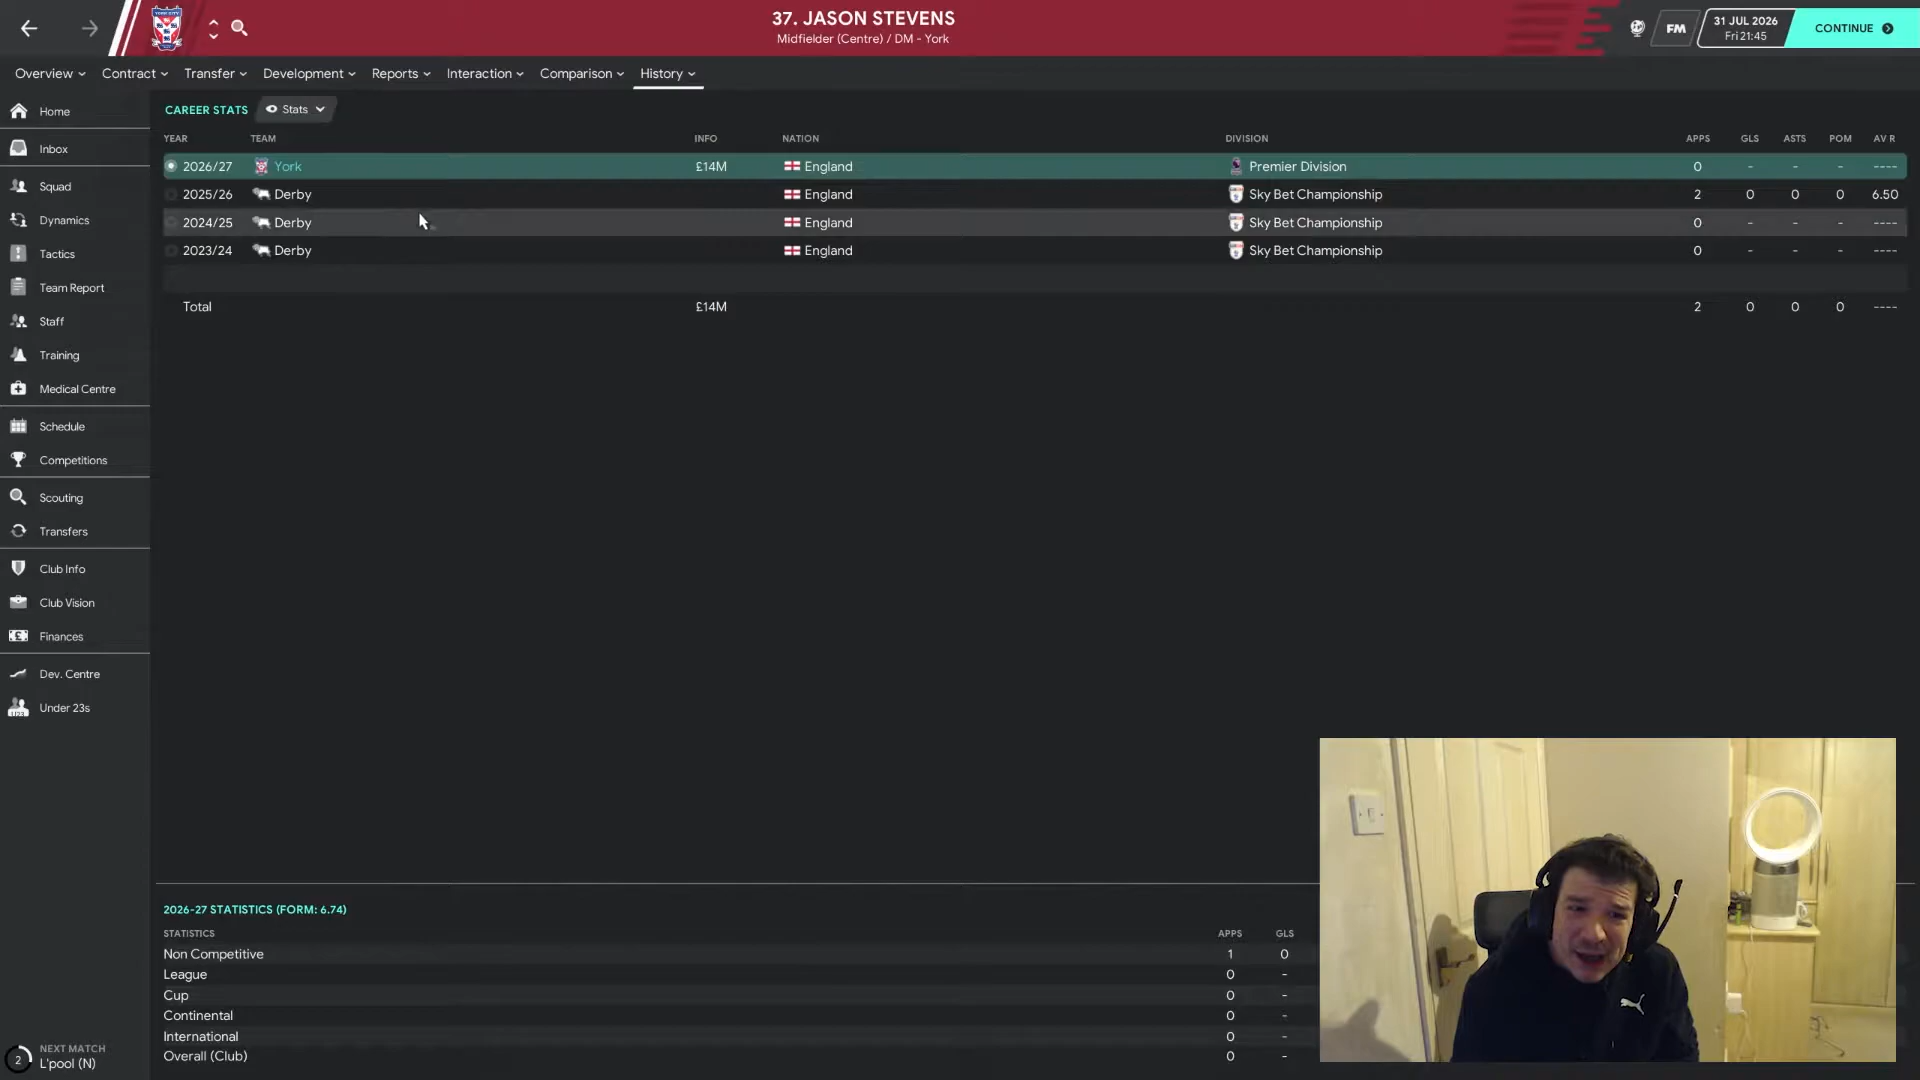 37. JASON STEVENS
Midfielder (Centre) / DM - York
FM
31 JUL 2026
Fri 21:45
CONTINUE
Overview Contract Transfer Development Reports Interaction Comparison History
Home
Inbox
Squad
Dynamics
Tactics
Team Report
Staff
Training
Medical Centre
Schedule
Competitions
Scouting
Transfers
Club Info
Club Vision
Finances
Dev. Centre
Under 23s
2 NEXT MATCH
L'pool (N)
CAREER STATS Stats
YEAR TEAM INFO NATION DIVISION APPS GLS ASTS POM AV R
2026/27 York £14M England Premier Division 0 - - - ----
2025/26 Derby England Sky Bet Championship 2 0 0 0 6.50
2024/25 Derby England Sky Bet Championship 0 - - - ----
2023/24 Derby England Sky Bet Championship 0 - - - ----
Total £14M 2 0 0 0 ----
2026-27 STATISTICS (FORM: 6.74)
STATISTICS APPS GLS
Non Competitive 1 0
League 0 -
Cup 0 -
Continental 0 -
International 0 -
Overall (Club) 0 -